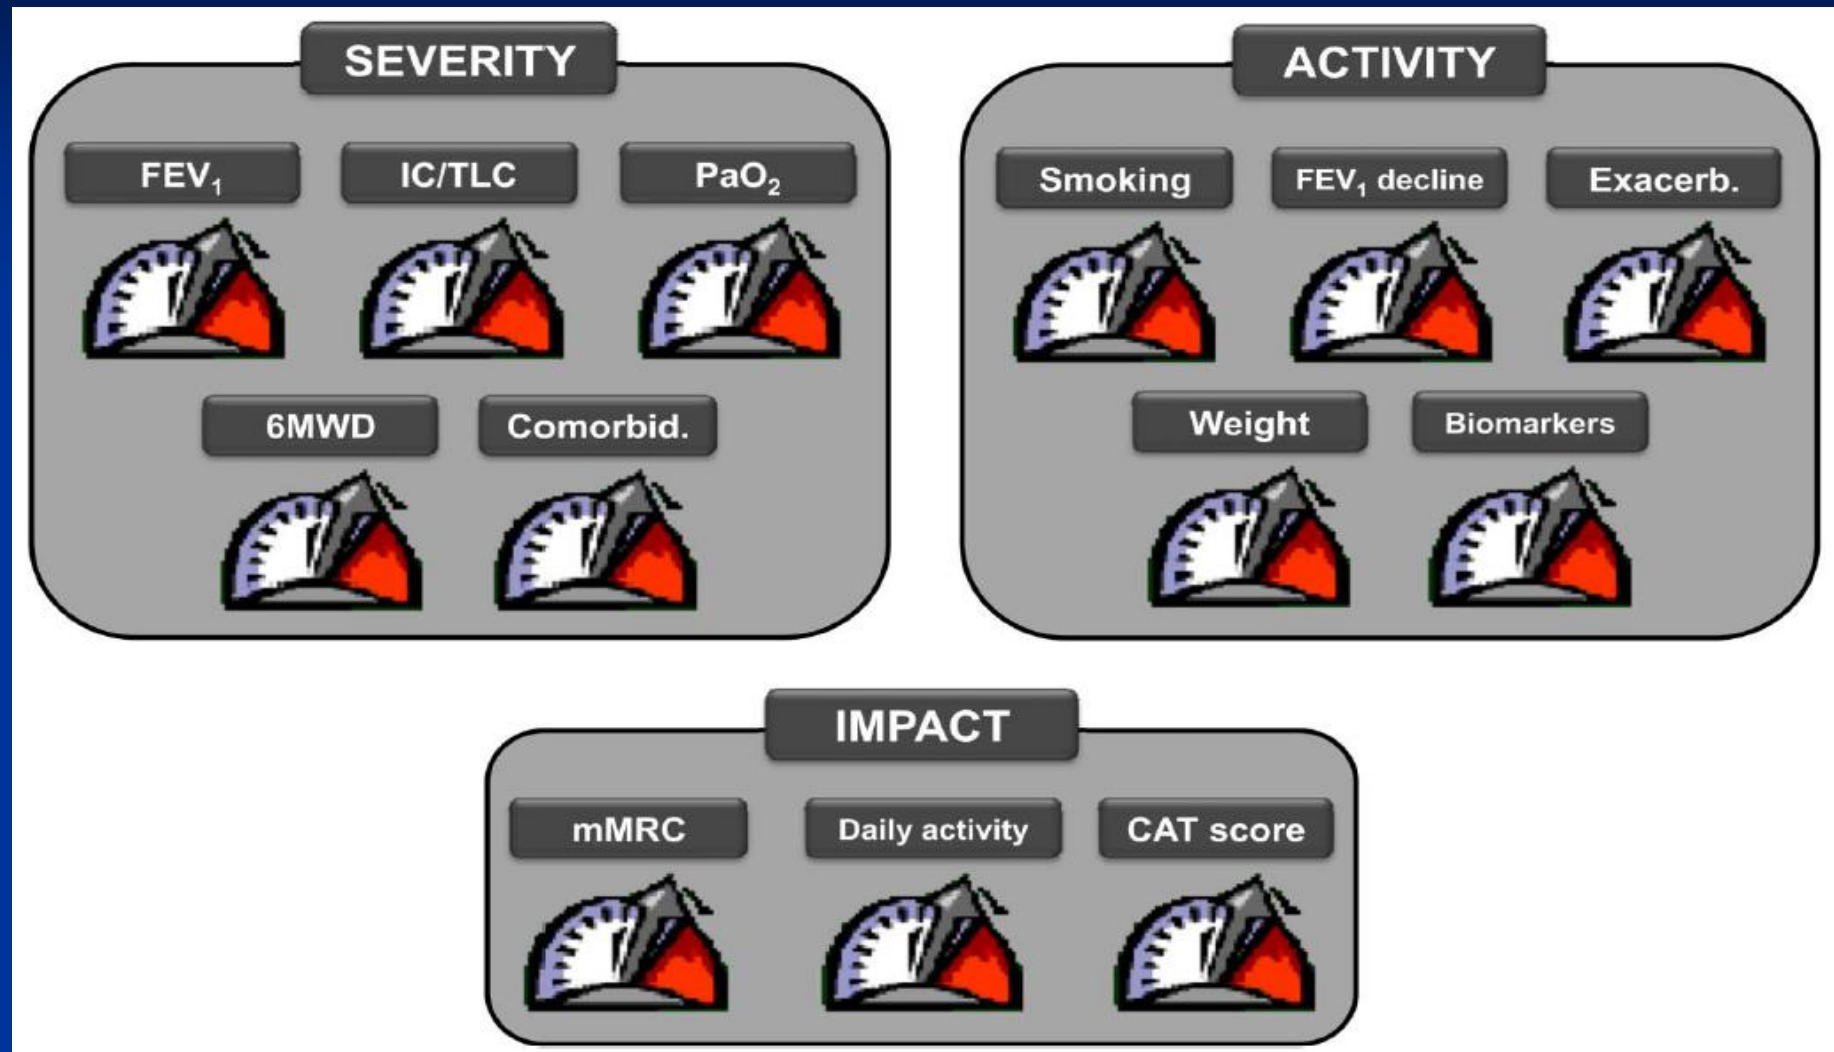 SEVERITY
FEV₁
IC/TLC
PaO₂
6MWD
Comorbid.
ACTIVITY
Smoking
FEV₁ decline
Exacerb.
Weight
Biomarkers
IMPACT
mMRC
Daily activity
CAT score